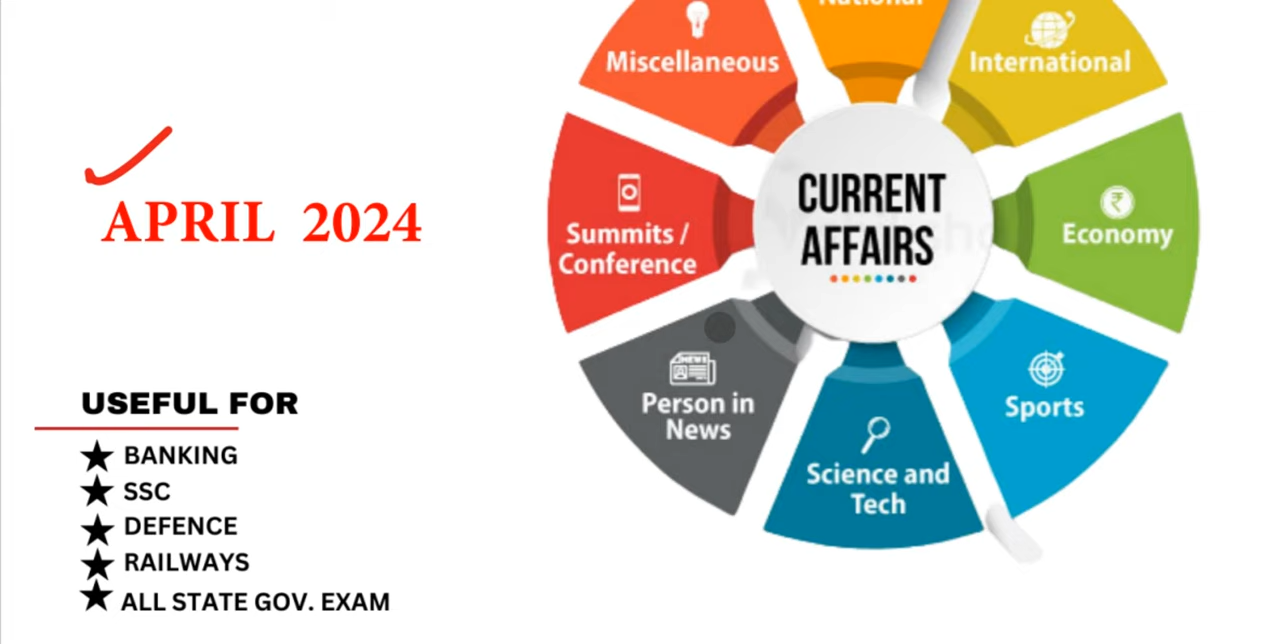 National
Miscellaneous
International
APRIL 2024
CURRENT
AFFAIRS
Summits /
Conference
Economy
Person in
News
Sports
Science and
Tech
USEFUL FOR
BANKING
SSC
DEFENCE
RAILWAYS
ALL STATE GOV. EXAM